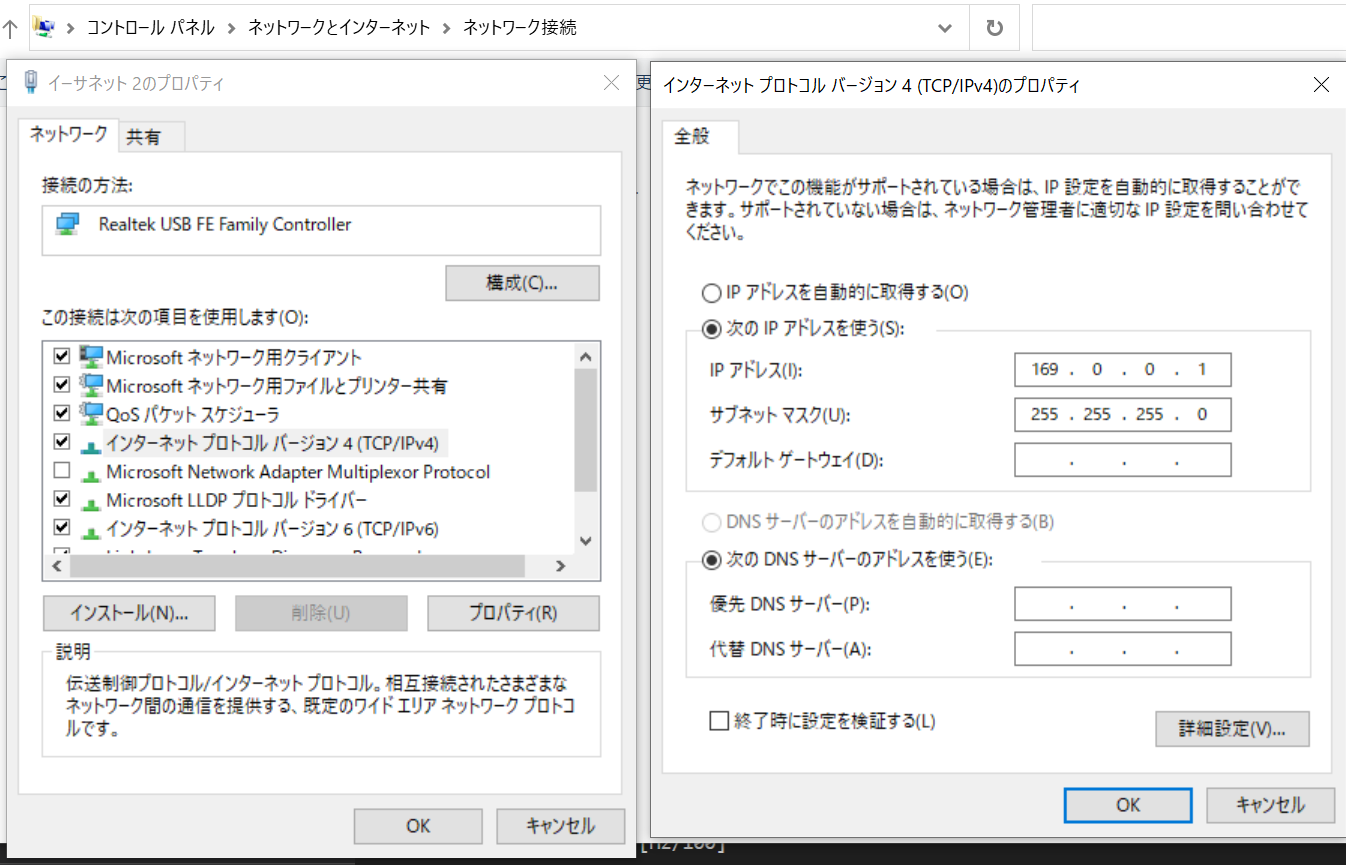 コントロール パネル > ネットワークとインターネット > ネットワーク接続
イーサネット 2のプロパティ
ネットワーク 共有
接続の方法:
Realtek USB FE Family Controller
構成(C)...
この接続は次の項目を使用します(O):
Microsoft ネットワーク用クライアント
Microsoft ネットワーク用ファイルとプリンター共有
QoS パケット スケジューラ
インターネット プロトコル バージョン 4 (TCP/IPv4)
Microsoft Network Adapter Multiplexor Protocol
Microsoft LLDP プロトコル ドライバー
インターネット プロトコル バージョン 6 (TCP/IPv6)
インストール(N)... 削除(U) プロパティ(R)
説明
伝送制御プロトコル/インターネット プロトコル。相互接続されたさまざまな
ネットワーク間の通信を提供する、既定のワイド エリア ネットワーク プロトコ
ルです。
OK キャンセル
更
インターネット プロトコル バージョン 4 (TCP/IPv4)のプロパティ
全般
ネットワークでこの機能がサポートされている場合は、IP 設定を自動的に取得することがで
きます。サポートされていない場合は、ネットワーク管理者に適切な IP 設定を問い合わせて
ください。
IP アドレスを自動的に取得する(O)
次の IP アドレスを使う(S):
IP アドレス(I): 169 . 0 . 0 . 1
サブネット マスク(U): 255 . 255 . 255 . 0
デフォルト ゲートウェイ(D): . . .
DNS サーバーのアドレスを自動的に取得する(B)
次の DNS サーバーのアドレスを使う(E):
優先 DNS サーバー(P): . . .
代替 DNS サーバー(A): . . .
終了時に設定を検証する(L)
詳細設定(V)...
OK キャンセル